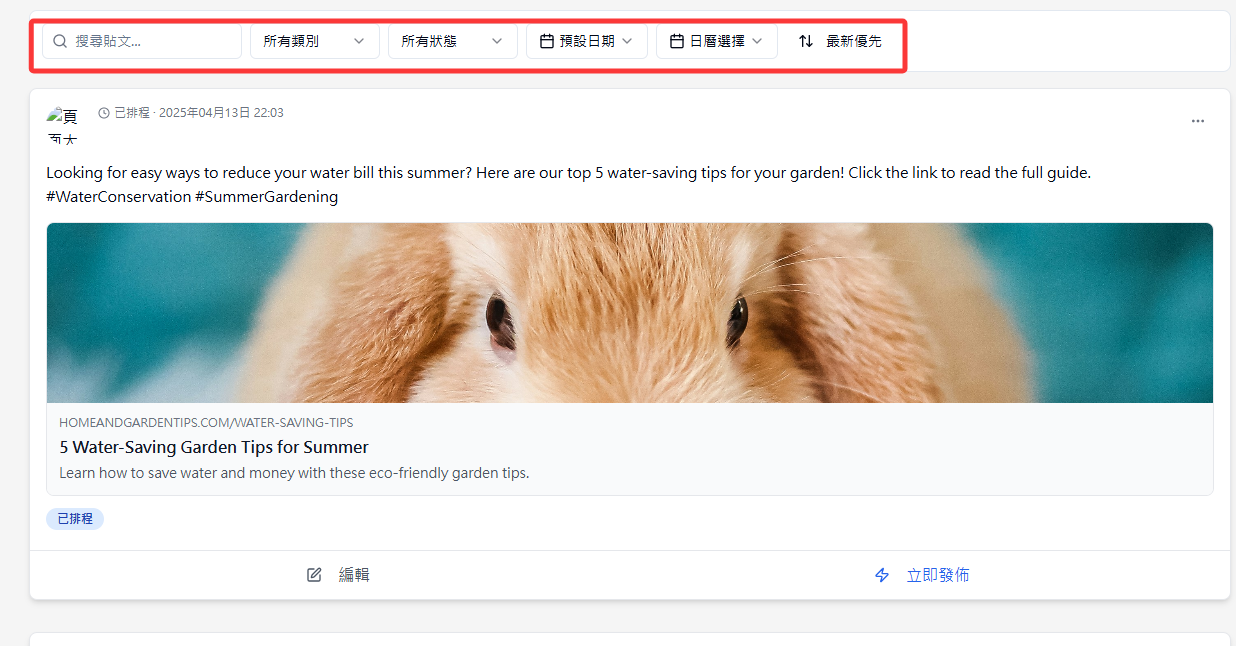 搜尋貼文... 所有類別 所有狀態 預設日期 日曆選擇 最新優先
已排程 · 2025年04月13日 22:03
頁
面大
Looking for easy ways to reduce your water bill this summer? Here are our top 5 water-saving tips for your garden! Click the link to read the full guide.
#WaterConservation #SummerGardening
HOMEANDGARDENTIPS.COM/WATER-SAVING-TIPS
5 Water-Saving Garden Tips for Summer
Learn how to save water and money with these eco-friendly garden tips.
已排程
編輯 立即發佈